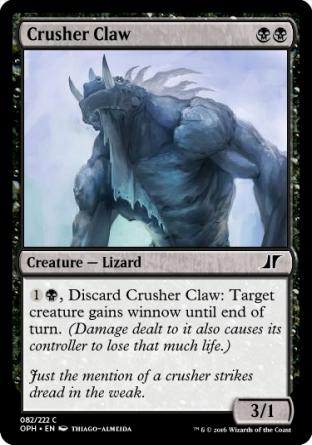 Crusher Claw
Creature — Lizard
1, Discard Crusher Claw: Target
creature gains winnow until end of
turn. (Damage dealt to it also causes its
controller to lose that much life.)
Just the mention of a crusher strikes
dread in the weak.
3/1
082/222 C
OPH • EN THIAGO-ALMEIDA
™ & © 2016 Wizards of the Coast